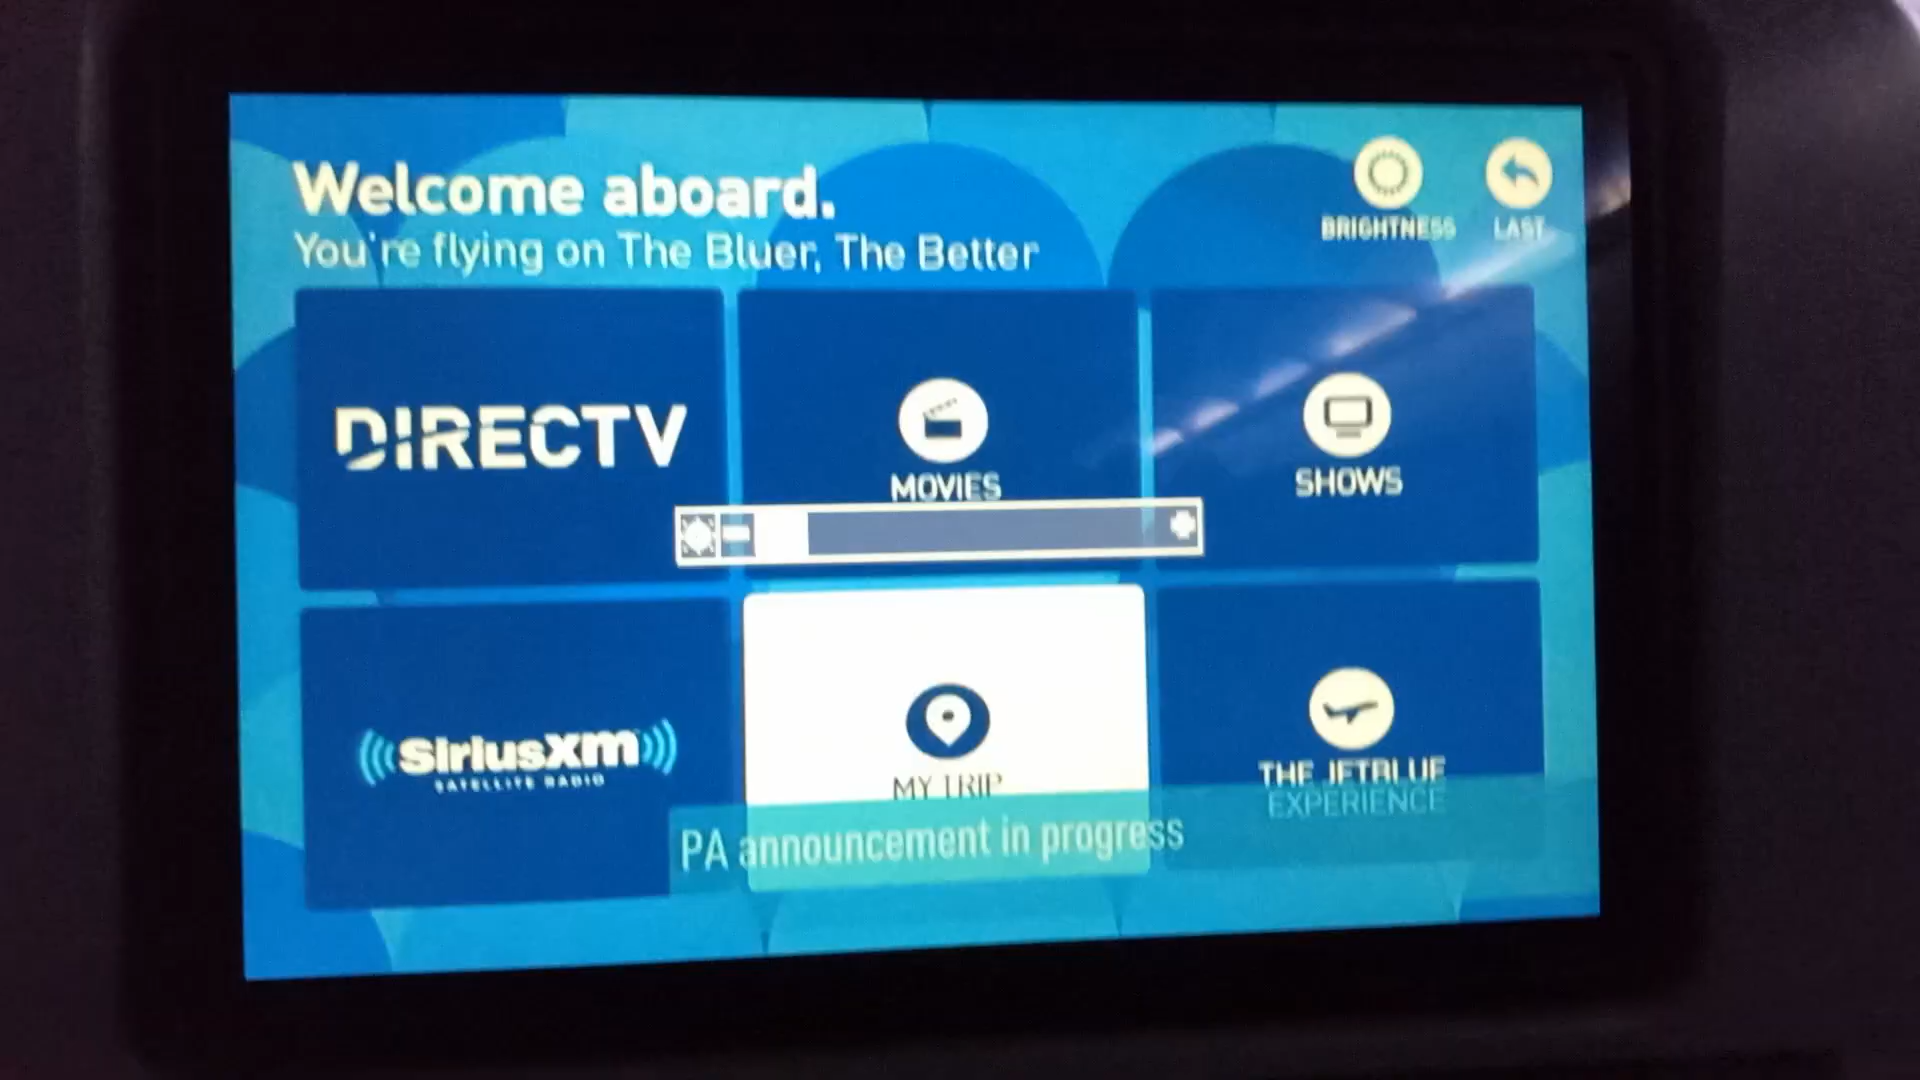 Welcome aboard.
You're flying on The Bluer, The Better
BRIGHTNESS
LAST
DIRECTV
MOVIES
SHOWS
SiriusXM
SATELLITE RADIO
MY TRIP
THE JETBLUE
EXPERIENCE
PA announcement in progress